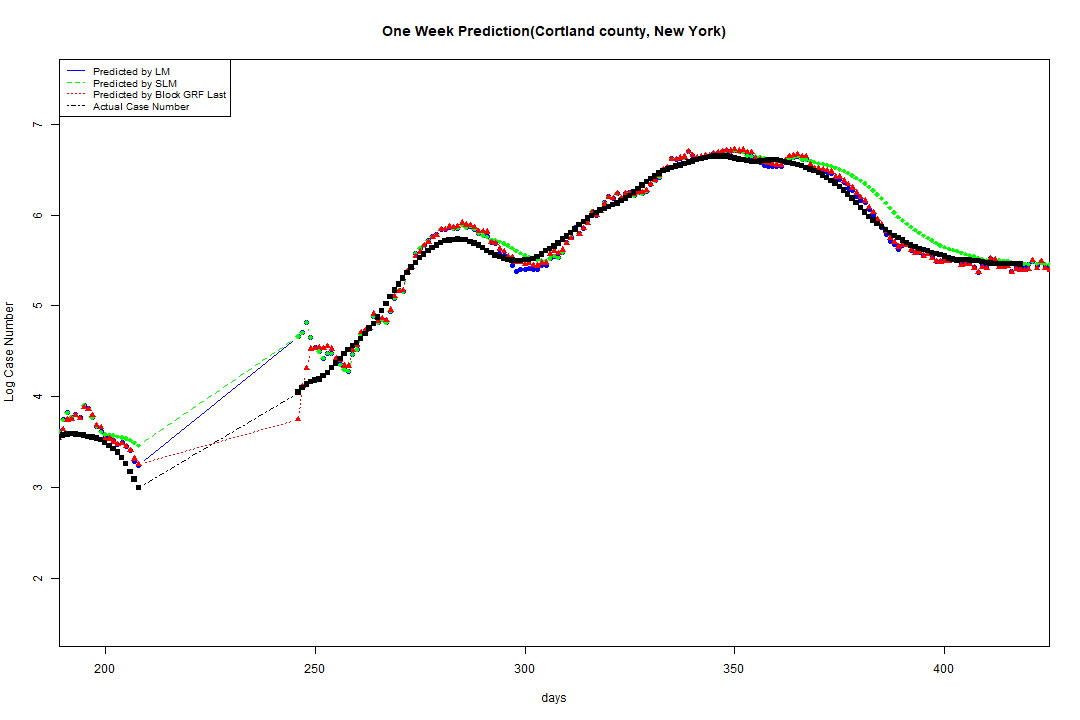 One Week Prediction(Cortland county, New York)
Predicted by LM
Predicted by SLM
Predicted by Block GRF Last
Actual Case Number
7
6
5
4
3
2
Log Case Number
200 250 300 350 400
days